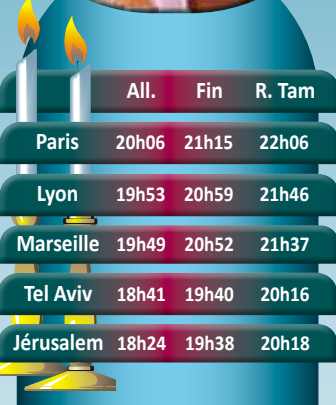 All. Fin R. Tam
Paris 20h06 21h15 22h06
Lyon 19h53 20h59 21h46
Marseille 19h49 20h52 21h37
Tel Aviv 18h41 19h40 20h16
Jérusalem 18h24 19h38 20h18